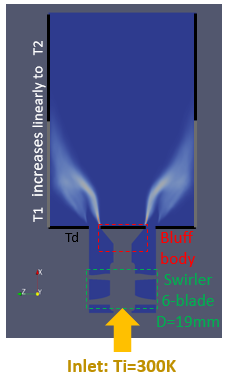 T1 increases linearly to T2
Td
Bluff
body
Swirler
6-blade
D=19mm
X
Z
Y
Inlet: Ti=300K